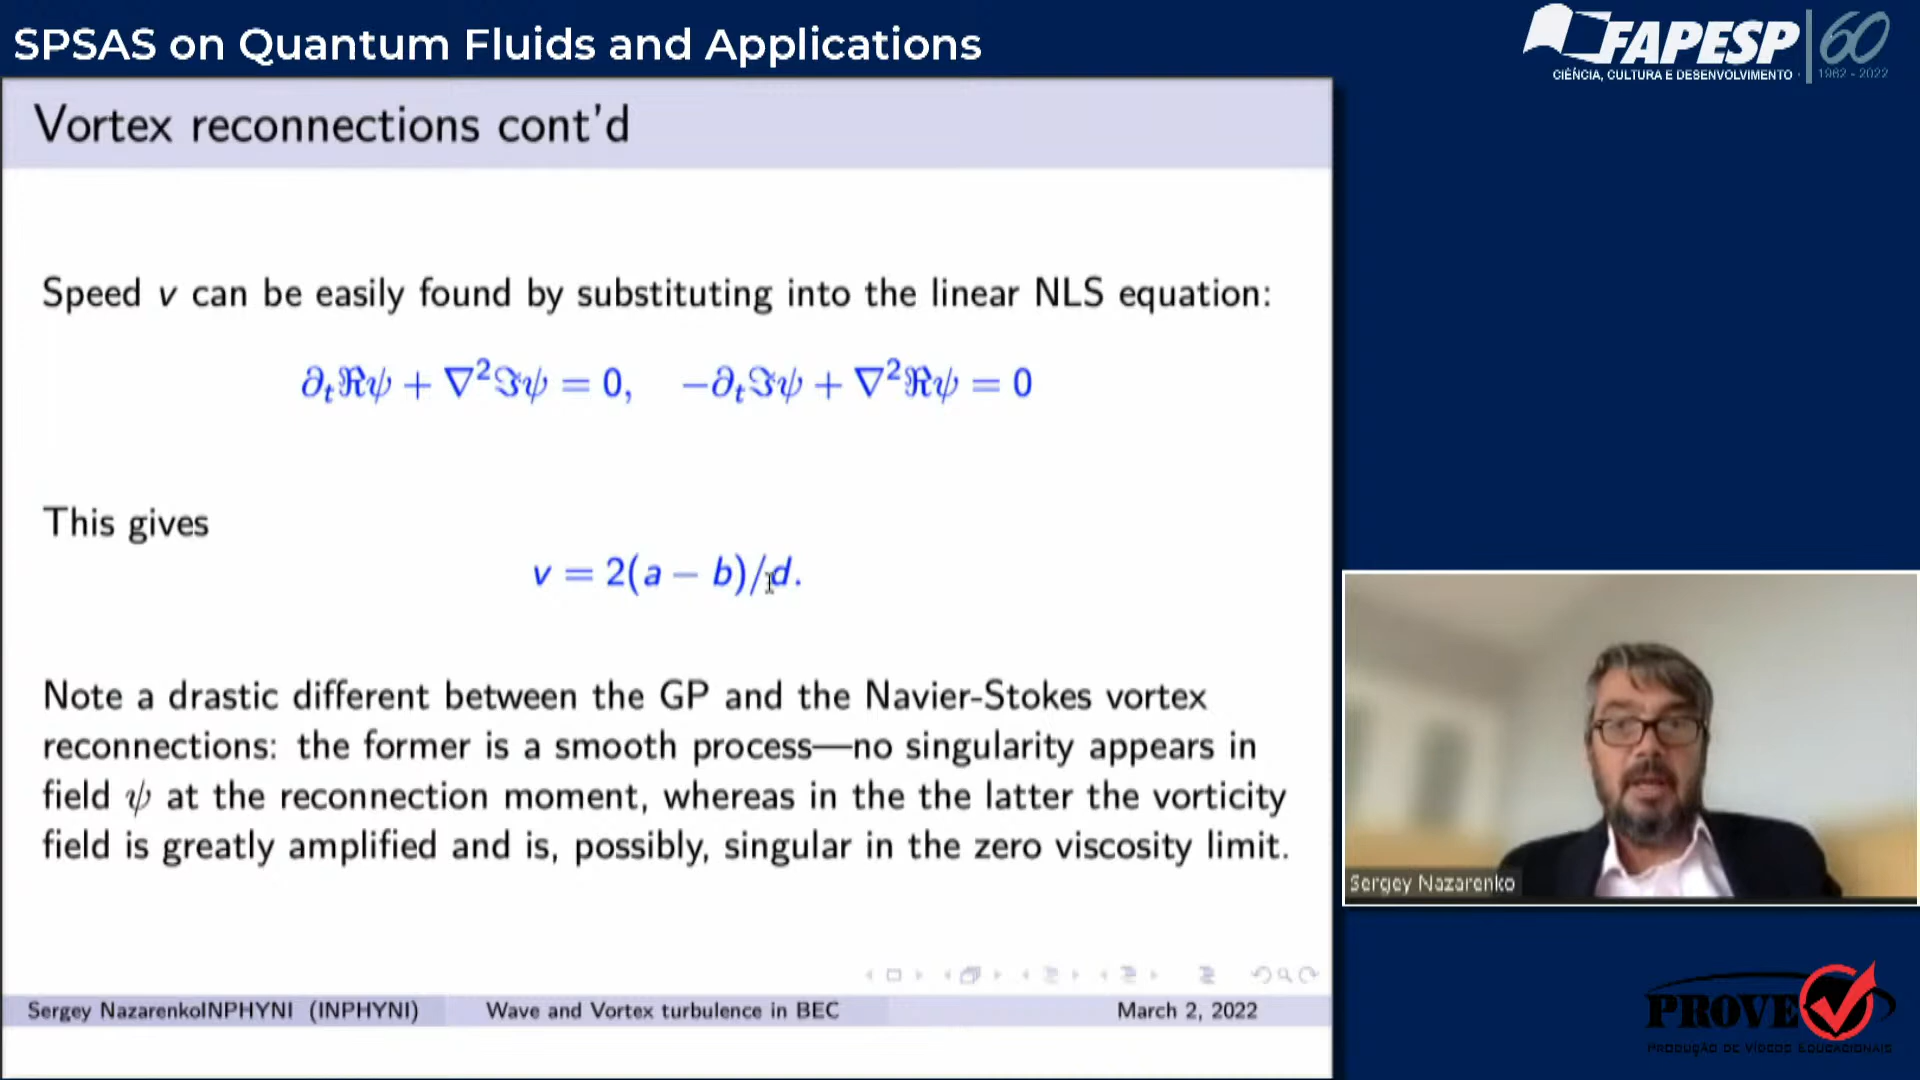 SPSAS on Quantum Fluids and Applications
FAPESP 60
CIÊNCIA, CULTURA E DESENVOLVIMENTO
1962 - 2022
Vortex reconnections cont'd
Speed v can be easily found by substituting into the linear NLS equation:
∂ₜℜψ + ∇²ℑψ = 0, −∂ₜℑψ + ∇²ℜψ = 0
This gives
v = 2(a − b)/d.
Note a drastic different between the GP and the Navier-Stokes vortex
reconnections: the former is a smooth process—no singularity appears in
field ψ at the reconnection moment, whereas in the the latter the vorticity
field is greatly amplified and is, possibly, singular in the zero viscosity limit.
Sergey Nazarenko
Sergey NazarenkoINPHYNI (INPHYNI) Wave and Vortex turbulence in BEC March 2, 2022
PROVE
PRODUÇÃO DE VÍDEOS EDUCACIONAIS